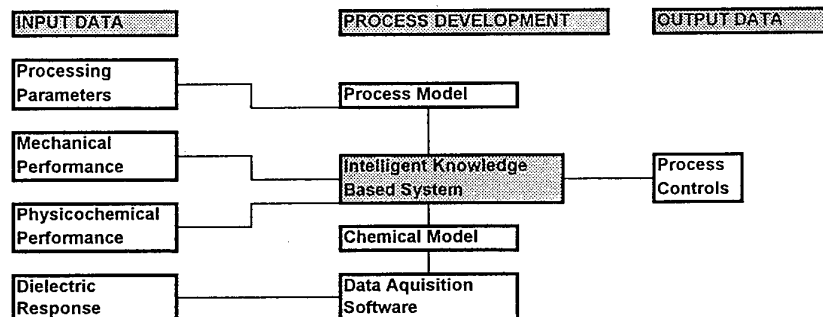 INPUT DATA
PROCESS DEVELOPMENT
OUTPUT DATA
Processing
Parameters
Process Model
Mechanical
Performance
Intelligent Knowledge
Based System
Process
Controls
Physicochemical
Performance
Chemical Model
Dielectric
Response
Data Aquisition
Software